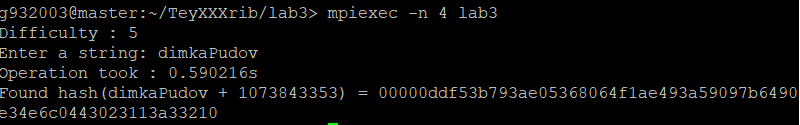 g932003@master:~/TeyXXXrib/lab3> mpiexec -n 4 lab3
Difficulty : 5
Enter a string: dimkaPudov
Operation took : 0.590216s
Found hash(dimkaPudov + 1073843353) = 00000ddf53b793ae05368064f1ae493a59097b6490
e34e6c0443023113a33210